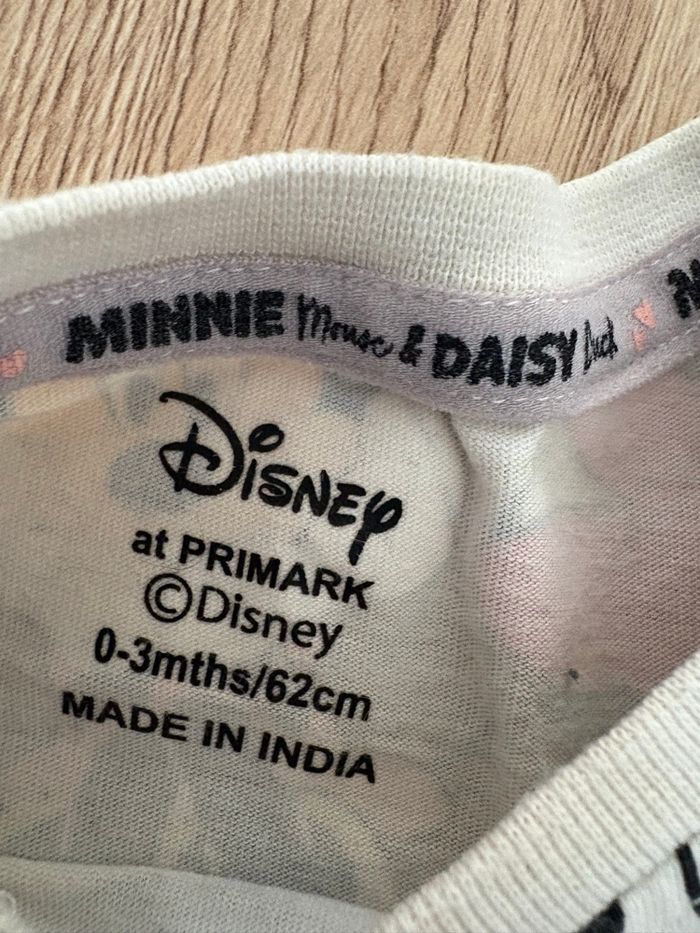 MINNIE Mouse & DAISY Duck
DISNEY
at PRIMARK
©Disney
0-3mths/62cm
MADE IN INDIA